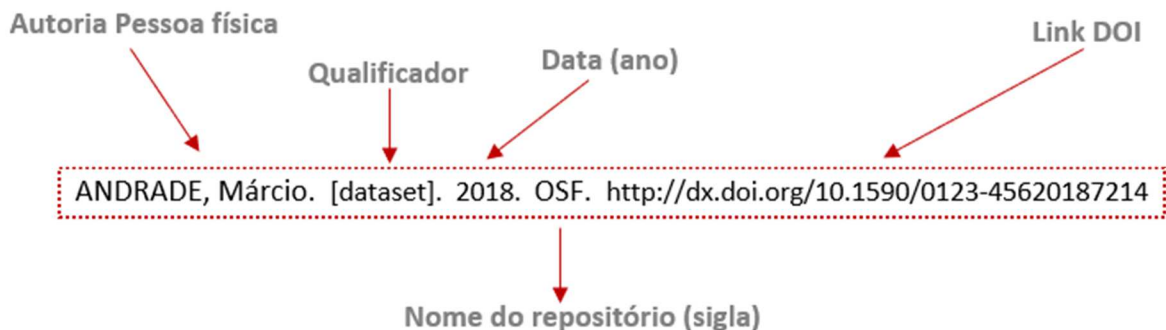 Autoria Pessoa física
Link DOI
Qualificador
Data (ano)
ANDRADE, Márcio. [dataset]. 2018. OSF. http://dx.doi.org/10.1590/0123-45620187214
Nome do repositório (sigla)